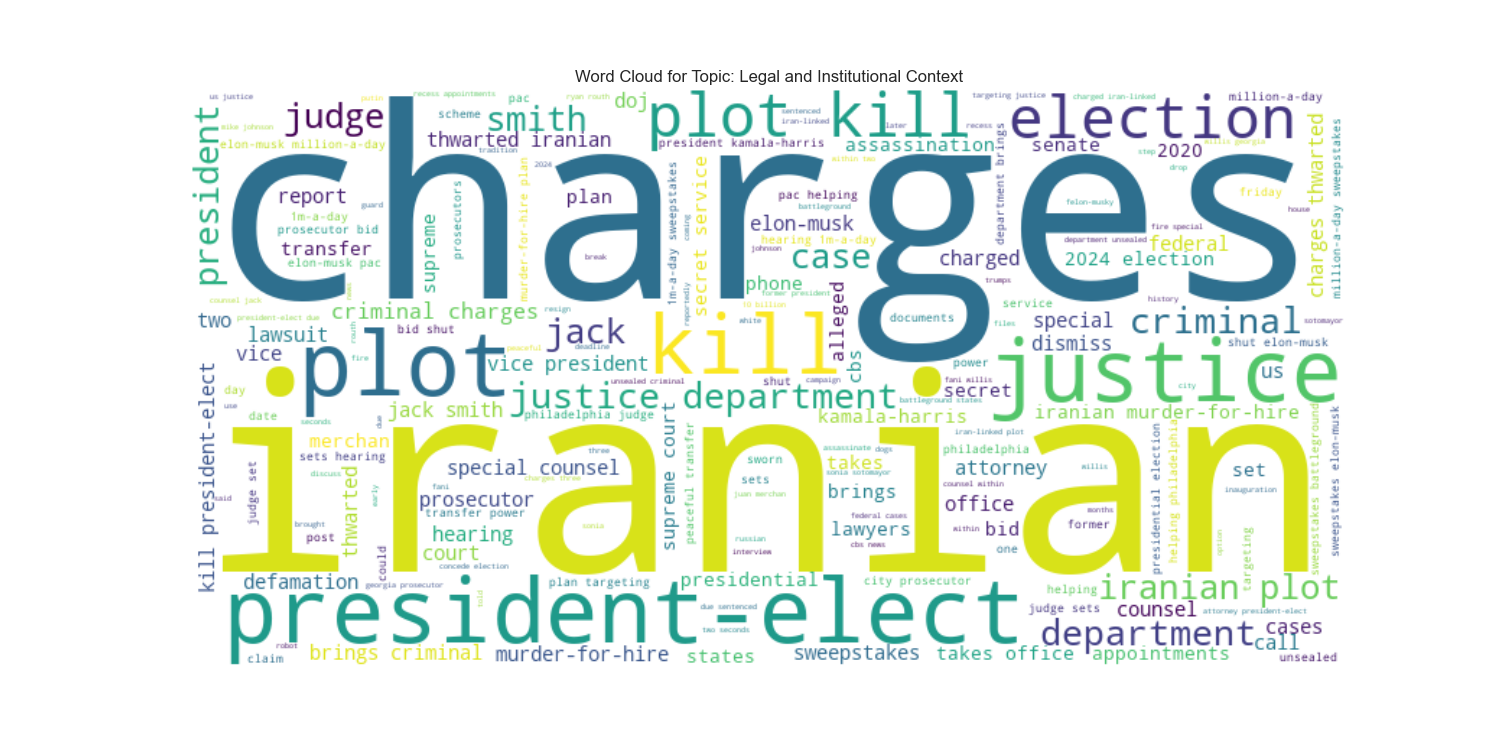 Word Cloud for Topic: Legal and Institutional Context
us justice
putin
recess appointments
ryan routh
pac
doj
plot kill
targeting justice
charged iran-linked
million-a-day
president
mike johnson
judge
scheme
smith
sentenced
iran-linked
later
recess
election
elon-musk million-a-day
tradition
thwarted iranian
president kamala-harris
assassination
senate
2020
step
willis georgia
charges thwarted
million-a-day sweepstakes
charges
2024
within two
drop
department brings
report
guard
1m-a-day
prosecutor bid
transfer
elon-musk pac
supreme
prosecutors
murder-for-hire plan
plan
break
1m-a-day sweepstakes
coming
secret service
pac helping
battleground
elon-musk
hearing 1m-a-day
johnson
case
phone
former president
charged
felon-musky
friday
house
fire special
department unsealed
federal
2024 election
trumps
counsel jack
president-elect due
news
criminal charges
resign
reportedly
10 billion
white
alleged
documents
service
files
history
two
lawsuit
vice
routh
fire
bid shut
peaceful
deadline
jack
kill
cbs
special
dismiss
criminal
sotomayor
shut elon-musk
plot
vice president
unsealed criminal
shut
campaign
power
fani willis
us
city
justice
kill president-elect
day
use
date
seconds
due
jack smith
justice department
philadelphia judge
battleground states
secret
kamala-harris
iranian murder-for-hire
iranian
merchan
sets hearing
discuss
three
supreme court
peaceful transfer
assassinate
dogs
iran-linked plot
philadelphia
presidential election
helping philadelphia
sweepstakes battleground
sweepstakes elon-musk
judge set
said
thwarted
early
special counsel
charges three
fani
prosecutor
transfer power
sworn
sets
juan merchan
sonia sotomayor
takes
brings
attorney
counsel within
willis
set
inauguration
office
months
post
brought
could
hearing
court
sonia
russian
interview
federal cases
lawyers
cbs news
within
bid
former
one
option
targeting
defamation
concede election
georgia prosecutor
sula
plan targeting
presidential
city prosecutor
helping
iranian plot
president-elect
due sentenced
two seconds
judge sets
counsel
attorney president-elect
department
cases
call
robot
claim
brings criminal
murder-for-hire
states
sweepstakes
takes office
appointments
unsealed